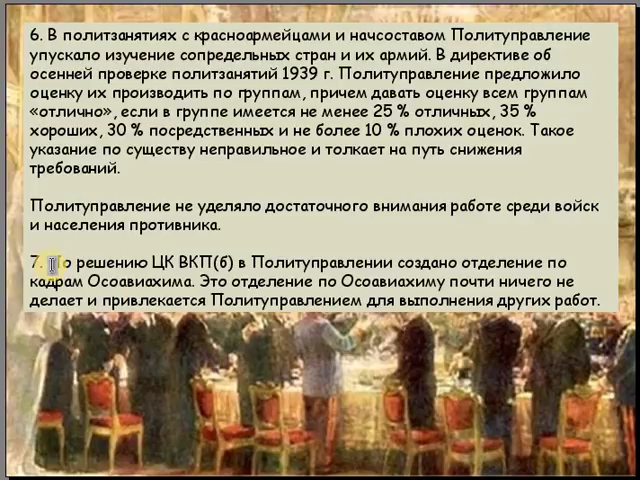 6. В политзанятиях с красноармейцами и начсоставом Политуправление
упускало изучение сопредельных стран и их армий. В директиве об
осенней проверке политзанятий 1939 г. Политуправление предложило
оценку их производить по группам, причем давать оценку всем группам
«отлично», если в группе имеется не менее 25 % отличных, 35 %
хороших, 30 % посредственных и не более 10 % плохих оценок. Такое
указание по существу неправильное и толкает на путь снижения
требований.
Политуправление не уделяло достаточного внимания работе среди войск
и населения противника.
7. По решению ЦК ВКП(б) в Политуправлении создано отделение по
кадрам Осоавиахима. Это отделение по Осоавиахиму почти ничего не
делает и привлекается Политуправлением для выполнения других работ.